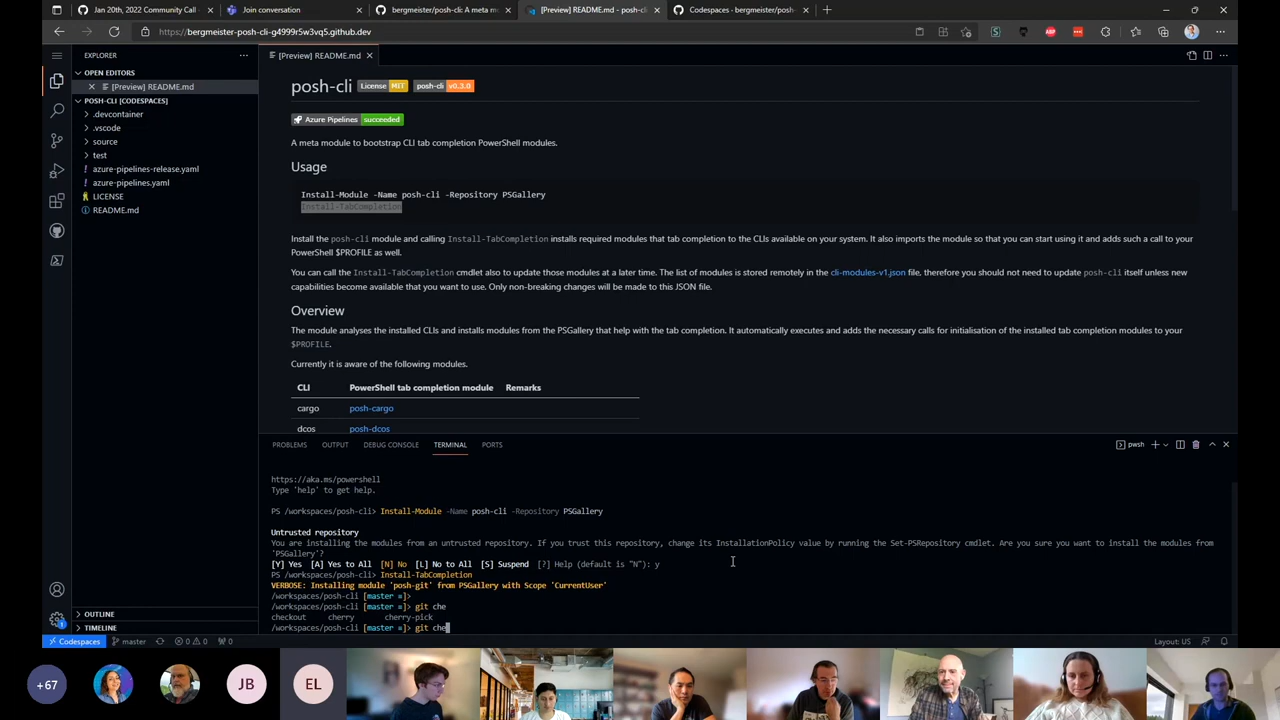 Jan 20th, 2022 Community Call
Join conversation
bergmeister/posh-cli: A meta m
[Preview] README.md - posh-cl
Codespaces · bergmeister/posh-
https://bergmeister-posh-cli-g4999r5w3vq5.github.dev
EXPLORER
[Preview] README.md
OPEN EDITORS
[Preview] README.md
POSH-CLI [CODESPACES]
.devcontainer
.vscode
source
test
azure-pipelines-release.yaml
azure-pipelines.yaml
LICENSE
README.md
OUTLINE
TIMELINE
posh-cli License MIT posh-cli v0.3.0
Azure Pipelines succeeded
A meta module to bootstrap CLI tab completion PowerShell modules.
Usage
Install-Module -Name posh-cli -Repository PSGallery
Install-TabCompletion
Install the posh-cli module and calling Install-TabCompletion installs required modules that tab completion to the CLIs available on your system. It also imports the module so that you can start using it and adds such a call to your
PowerShell $PROFILE as well.
You can call the Install-TabCompletion cmdlet also to update those modules at a later time. The list of modules is stored remotely in the cli-modules-v1.json file, therefore you should not need to update posh-cli itself unless new
capabilities become available that you want to use. Only non-breaking changes will be made to this JSON file.
Overview
The module analyses the installed CLIs and installs modules from the PSGallery that help with the tab completion. It automatically executes and adds the necessary calls for initialisation of the installed tab completion modules to your
$PROFILE.
Currently it is aware of the following modules.
CLI PowerShell tab completion module Remarks
cargo posh-cargo
dcos posh-dcos
PROBLEMS OUTPUT DEBUG CONSOLE TERMINAL PORTS
pwsh
https://aka.ms/powershell
Type 'help' to get help.
PS /workspaces/posh-cli> Install-Module -Name posh-cli -Repository PSGallery
Untrusted repository
You are installing the modules from an untrusted repository. If you trust this repository, change its InstallationPolicy value by running the Set-PSRepository cmdlet. Are you sure you want to install the modules from
'PSGallery'?
[Y] Yes [A] Yes to All [N] No [L] No to All [S] Suspend [?] Help (default is "N"): y
PS /workspaces/posh-cli> Install-TabCompletion
VERBOSE: Installing module 'posh-git' from PSGallery with Scope 'CurrentUser'
/workspaces/posh-cli [master ≡]>
/workspaces/posh-cli [master ≡]> git che
checkout cherry cherry-pick
/workspaces/posh-cli [master ≡]> git che
Codespaces master 0 0 0 Layout: US
+67
JB
EL